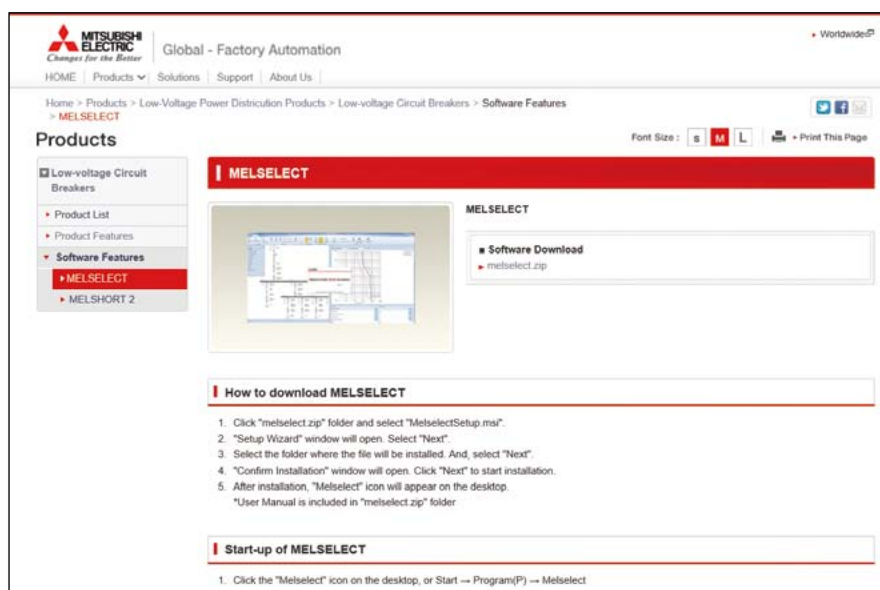 MITSUBISHI
ELECTRIC
Changes for the Better
Global - Factory Automation
Worldwide
HOME Products Solutions Support About Us
Home > Products > Low-Voltage Power Districution Products > Low-voltage Circuit Breakers > Software Features
> MELSELECT
Products
Font Size : S M L Print This Page
Low-voltage Circuit
Breakers
Product List
Product Features
Software Features
MELSELECT
MELSHORT 2
MELSELECT
MELSELECT
■ Software Download
melselect.zip
How to download MELSELECT
1. Click "melselect.zip" folder and select "MelselectSetup.msi".
2. "Setup Wizard" window will open. Select "Next".
3. Select the folder where the file will be installed. And, select "Next".
4. "Confirm Installation" window will open. Click "Next" to start installation.
5. After installation, "Melselect" icon will appear on the desktop.
*User Manual is included in "melselect.zip" folder
Start-up of MELSELECT
1. Click the "Melselect" icon on the desktop, or Start → Program(P) → Melselect